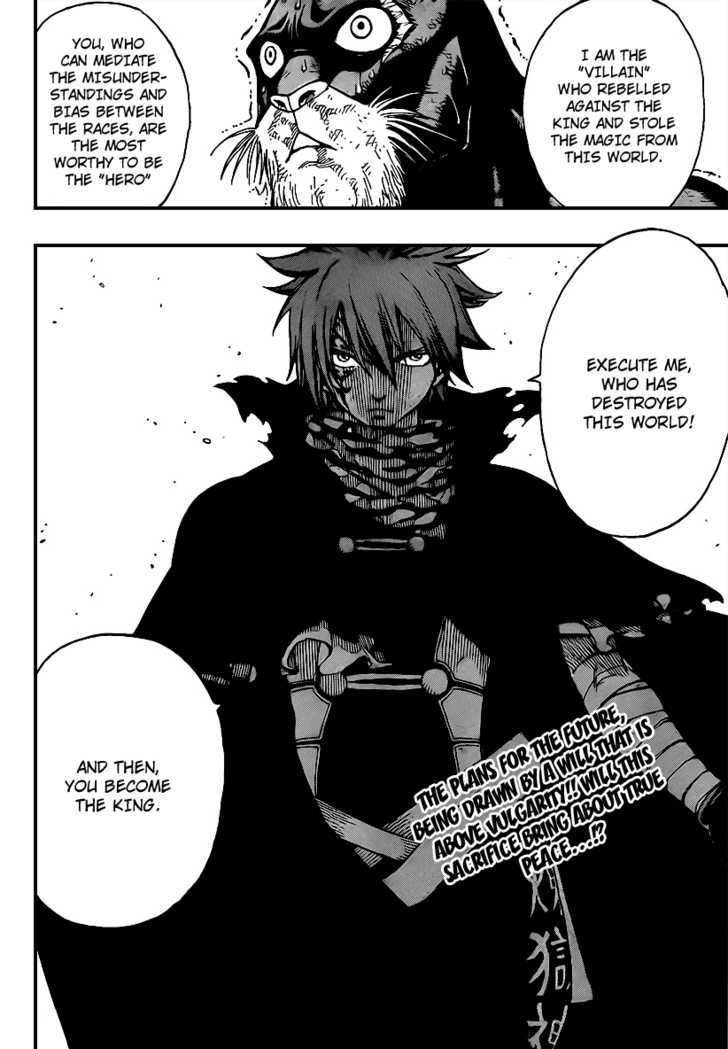 I AM THE
"VILLAIN"
WHO REBELLED
AGAINST THE
KING AND STOLE
THE MAGIC FROM
THIS WORLD.
YOU, WHO
CAN MEDIATE
THE MISUNDER-
STANDINGS AND
BIAS BETWEEN
THE RACES, ARE
THE MOST
WORTHY TO BE
THE "HERO"
EXECUTE ME,
WHO HAS
DESTROYED
THIS WORLD!
AND THEN,
YOU BECOME
THE KING.
THE PLANS FOR THE FUTURE,
BEING DRAWN BY A WILL THAT IS
ABOVE VULGARITY!! WILL THIS
SACRIFICE BRING ABOUT TRUE
PEACE...!?
猿
神